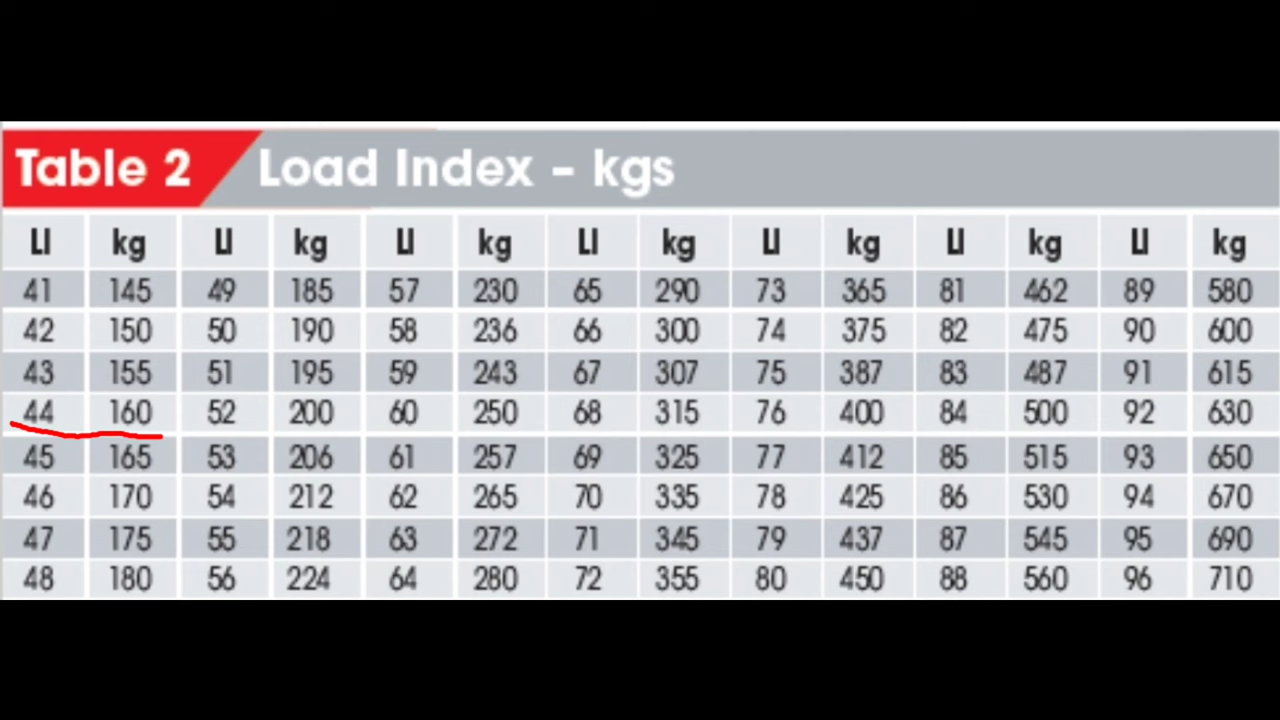 Table 2 Load Index – kgs
LI kg LI kg LI kg LI kg LI kg LI kg LI kg
41 145 49 185 57 230 65 290 73 365 81 462 89 580
42 150 50 190 58 236 66 300 74 375 82 475 90 600
43 155 51 195 59 243 67 307 75 387 83 487 91 615
44 160 52 200 60 250 68 315 76 400 84 500 92 630
45 165 53 206 61 257 69 325 77 412 85 515 93 650
46 170 54 212 62 265 70 335 78 425 86 530 94 670
47 175 55 218 63 272 71 345 79 437 87 545 95 690
48 180 56 224 64 280 72 355 80 450 88 560 96 710